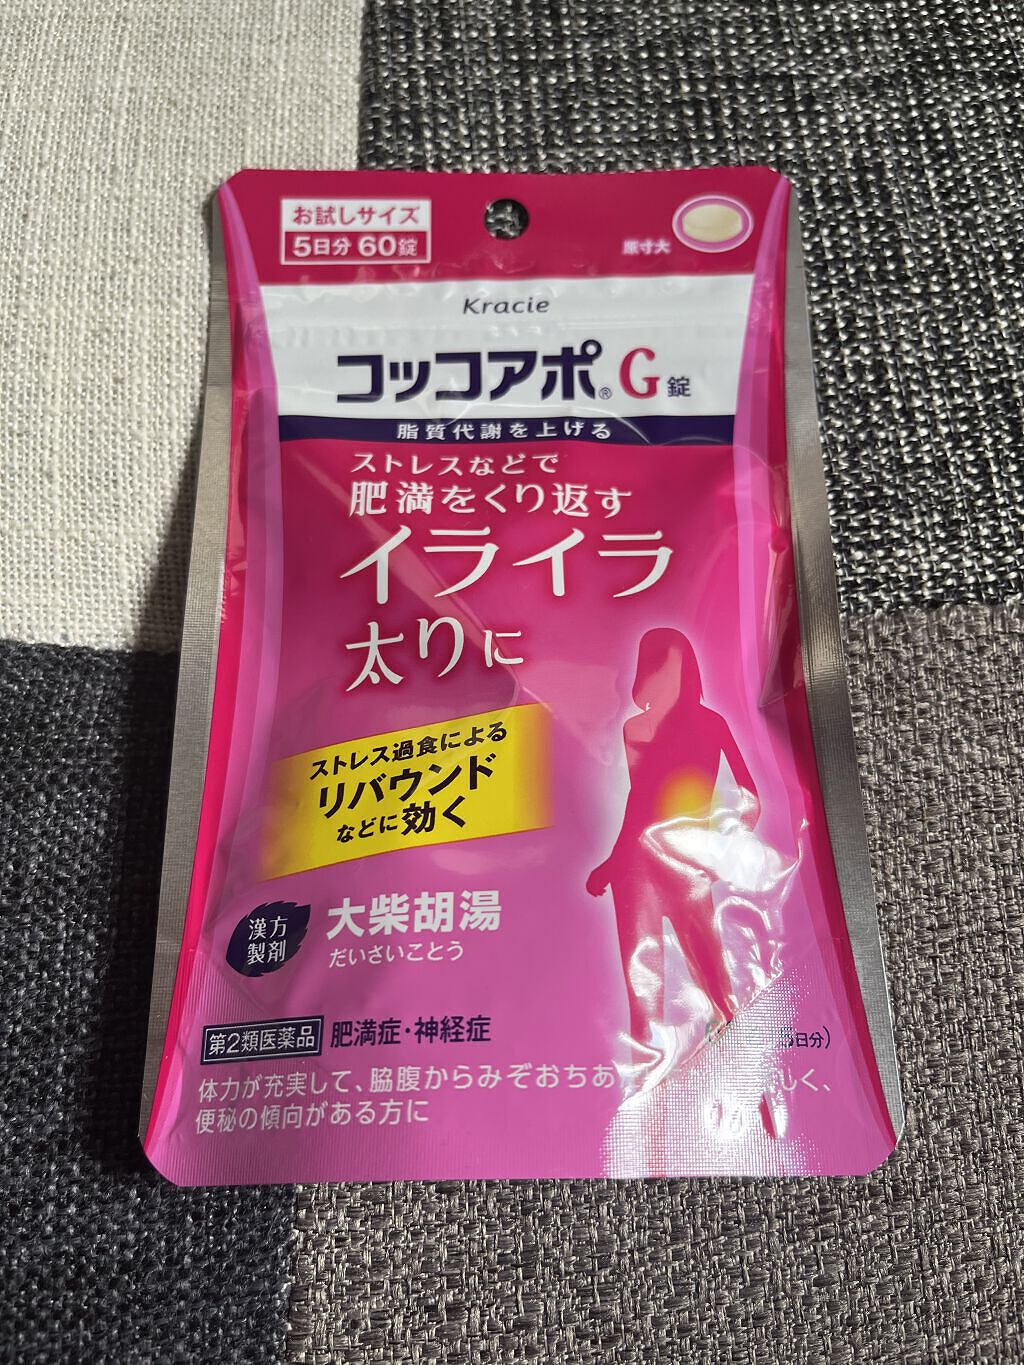 お試しサイズ
5日分 60錠
原寸大
Kracie
コッコアポ® G錠
脂質代謝を上げる
ストレスなどで
肥満をくり返す
イライラ
太りに
ストレス過食による
リバウンド
などに効く
漢方
製剤
大柴胡湯
だいさいことう
第2類医薬品 肥満症・神経症
5日分)
体力が充実して、脇腹からみぞおちあ しく、
便秘の傾向がある方に